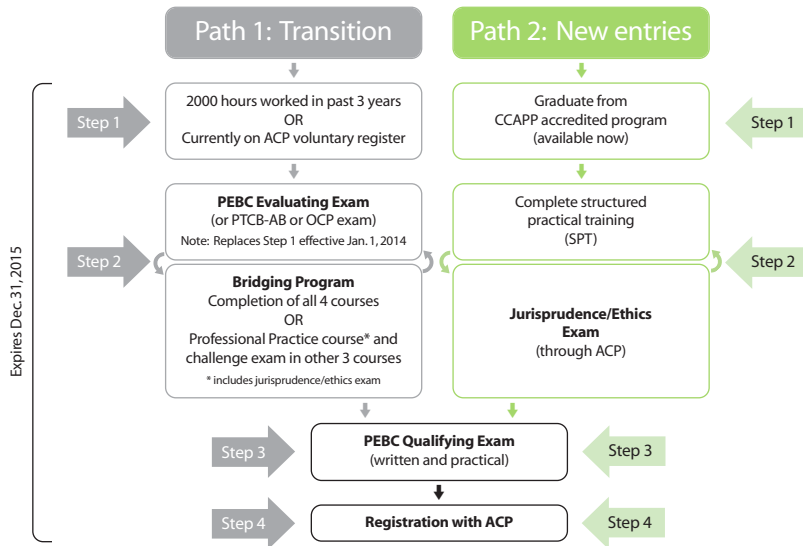 Path 1: Transition
Path 2: New entries
Expires Dec. 31, 2015
Step 1
2000 hours worked in past 3 years
OR
Currently on ACP voluntary register
Graduate from
CCAPP accredited program
(available now)
Step 1
Step 2
PEBC Evaluating Exam
(or PTCB-AB or OCP exam)
Note: Replaces Step 1 effective Jan. 1, 2014
Bridging Program
Completion of all 4 courses
OR
Professional Practice course* and
challenge exam in other 3 courses
* includes jurisprudence/ethics exam
Complete structured
practical training
(SPT)
Jurisprudence/Ethics
Exam
(through ACP)
Step 2
Step 3
PEBC Qualifying Exam
(written and practical)
Step 3
Step 4
Registration with ACP
Step 4